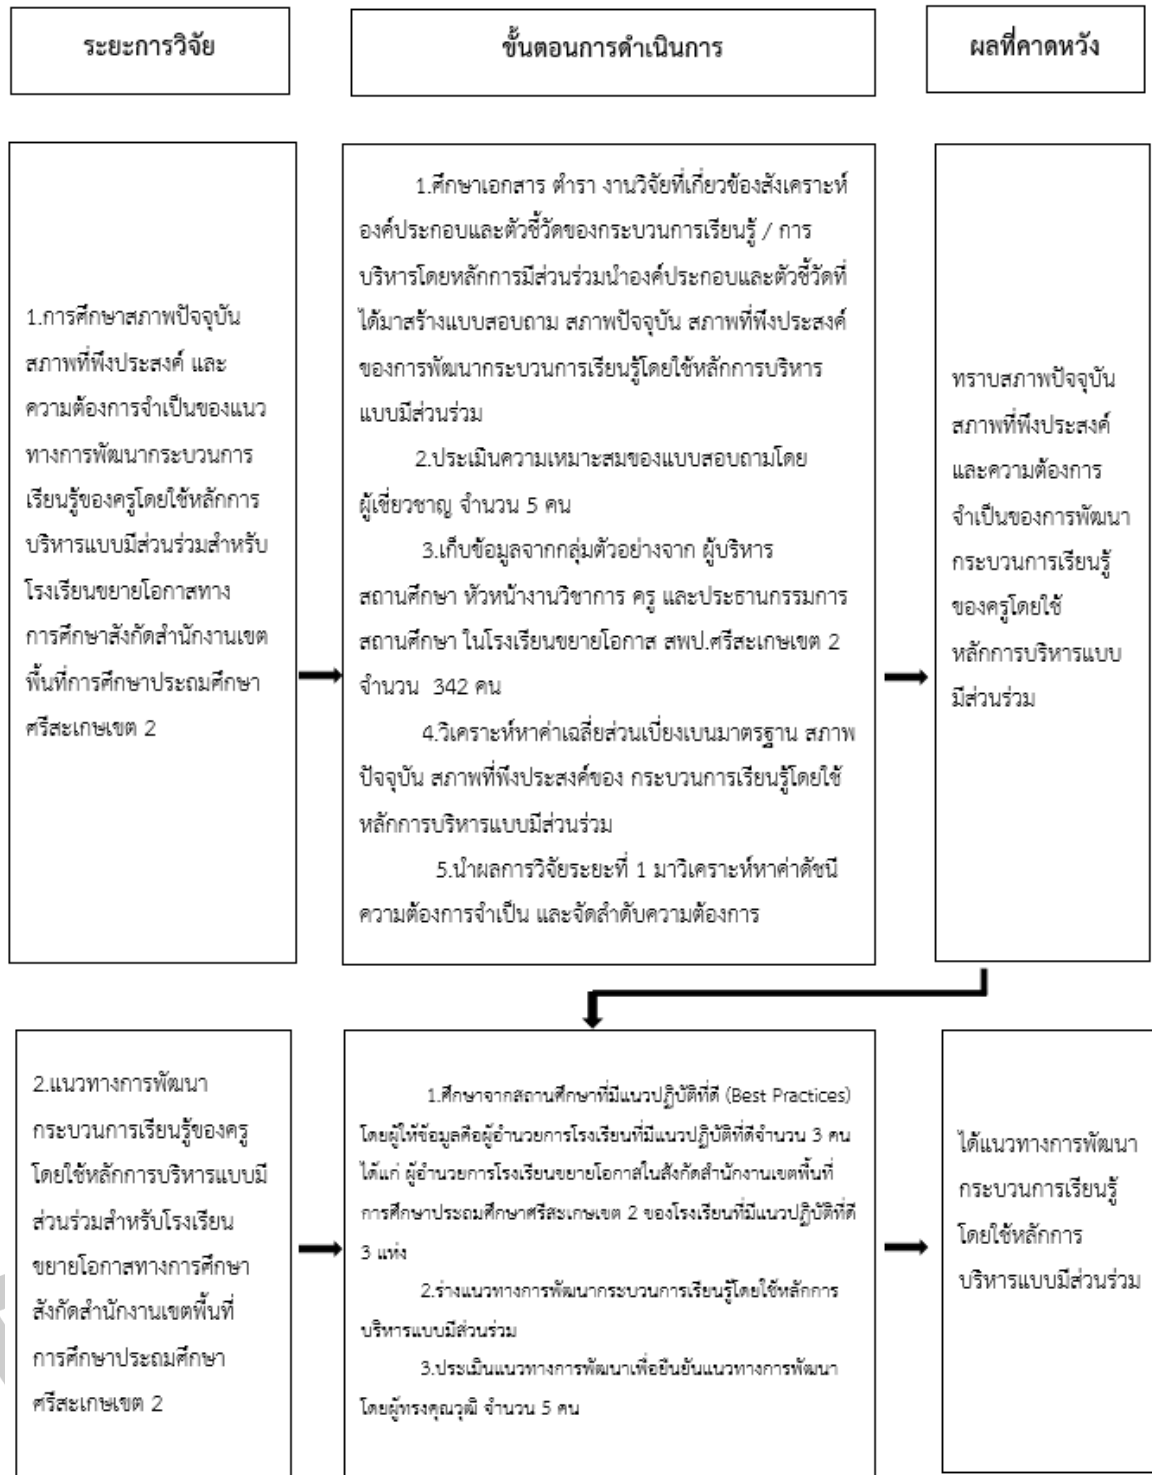 ระยะการวิจัย
ขั้นตอนการดำเนินการ
ผลที่คาดหวัง
1.การศึกษาสภาพปัจจุบัน
สภาพที่พึงประสงค์ และ
ความต้องการจำเป็นของแนว
ทางการพัฒนากระบวนการ
เรียนรู้ของครูโดยใช้หลักการ
บริหารแบบมีส่วนร่วมสำหรับ
โรงเรียนขยายโอกาสทาง
การศึกษาสังกัดสำนักงานเขต
พื้นที่การศึกษาประถมศึกษา
ศรีสะเกษเขต 2
1.ศึกษาเอกสาร ตำรา งานวิจัยที่เกี่ยวข้องสังเคราะห์
องค์ประกอบและตัวชี้วัดของกระบวนการเรียนรู้ / การ
บริหารโดยหลักการมีส่วนร่วมนำองค์ประกอบและตัวชี้วัดที่
ได้มาสร้างแบบสอบถาม สภาพปัจจุบัน สภาพที่พึงประสงค์
ของการพัฒนากระบวนการเรียนรู้โดยใช้หลักการบริหาร
แบบมีส่วนร่วม
2.ประเมินความเหมาะสมของแบบสอบถามโดย
ผู้เชี่ยวชาญ จำนวน 5 คน
3.เก็บข้อมูลจากกลุ่มตัวอย่างจาก ผู้บริหาร
สถานศึกษา หัวหน้างานวิชาการ ครู และประธานกรรมการ
สถานศึกษา ในโรงเรียนขยายโอกาส สพป.ศรีสะเกษเขต 2
จำนวน 342 คน
4.วิเคราะห์หาค่าเฉลี่ยส่วนเบี่ยงเบนมาตรฐาน สภาพ
ปัจจุบัน สภาพที่พึงประสงค์ของ กระบวนการเรียนรู้โดยใช้
หลักการบริหารแบบมีส่วนร่วม
5.นำผลการวิจัยระยะที่ 1 มาวิเคราะห์หาค่าดัชนี
ความต้องการจำเป็น และจัดลำดับความต้องการ
ทราบสภาพปัจจุบัน
สภาพที่พึงประสงค์
และความต้องการ
จำเป็นของการพัฒนา
กระบวนการเรียนรู้
ของครูโดยใช้
หลักการบริหารแบบ
มีส่วนร่วม
2.แนวทางการพัฒนา
กระบวนการเรียนรู้ของครู
โดยใช้หลักการบริหารแบบมี
ส่วนร่วมสำหรับโรงเรียน
ขยายโอกาสทางการศึกษา
สังกัดสำนักงานเขตพื้นที่
การศึกษาประถมศึกษา
ศรีสะเกษเขต 2
1.ศึกษาจากสถานศึกษาที่มีแนวปฏิบัติที่ดี (Best Practices)
โดยผู้ให้ข้อมูลคือผู้อำนวยการโรงเรียนที่มีแนวปฏิบัติที่ดีจำนวน 3 คน
ได้แก่ ผู้อำนวยการโรงเรียนขยายโอกาสในสังกัดสำนักงานเขตพื้นที่
การศึกษาประถมศึกษาศรีสะเกษเขต 2 ของโรงเรียนที่มีแนวปฏิบัติที่ดี
3 แห่ง
2.ร่างแนวทางการพัฒนากระบวนการเรียนรู้โดยใช้หลักการ
บริหารแบบมีส่วนร่วม
3.ประเมินแนวทางการพัฒนาเพื่อยืนยันแนวทางการพัฒนา
โดยผู้ทรงคุณวุฒิ จำนวน 5 คน
ได้แนวทางการพัฒนา
กระบวนการเรียนรู้
โดยใช้หลักการ
บริหารแบบมีส่วนร่วม